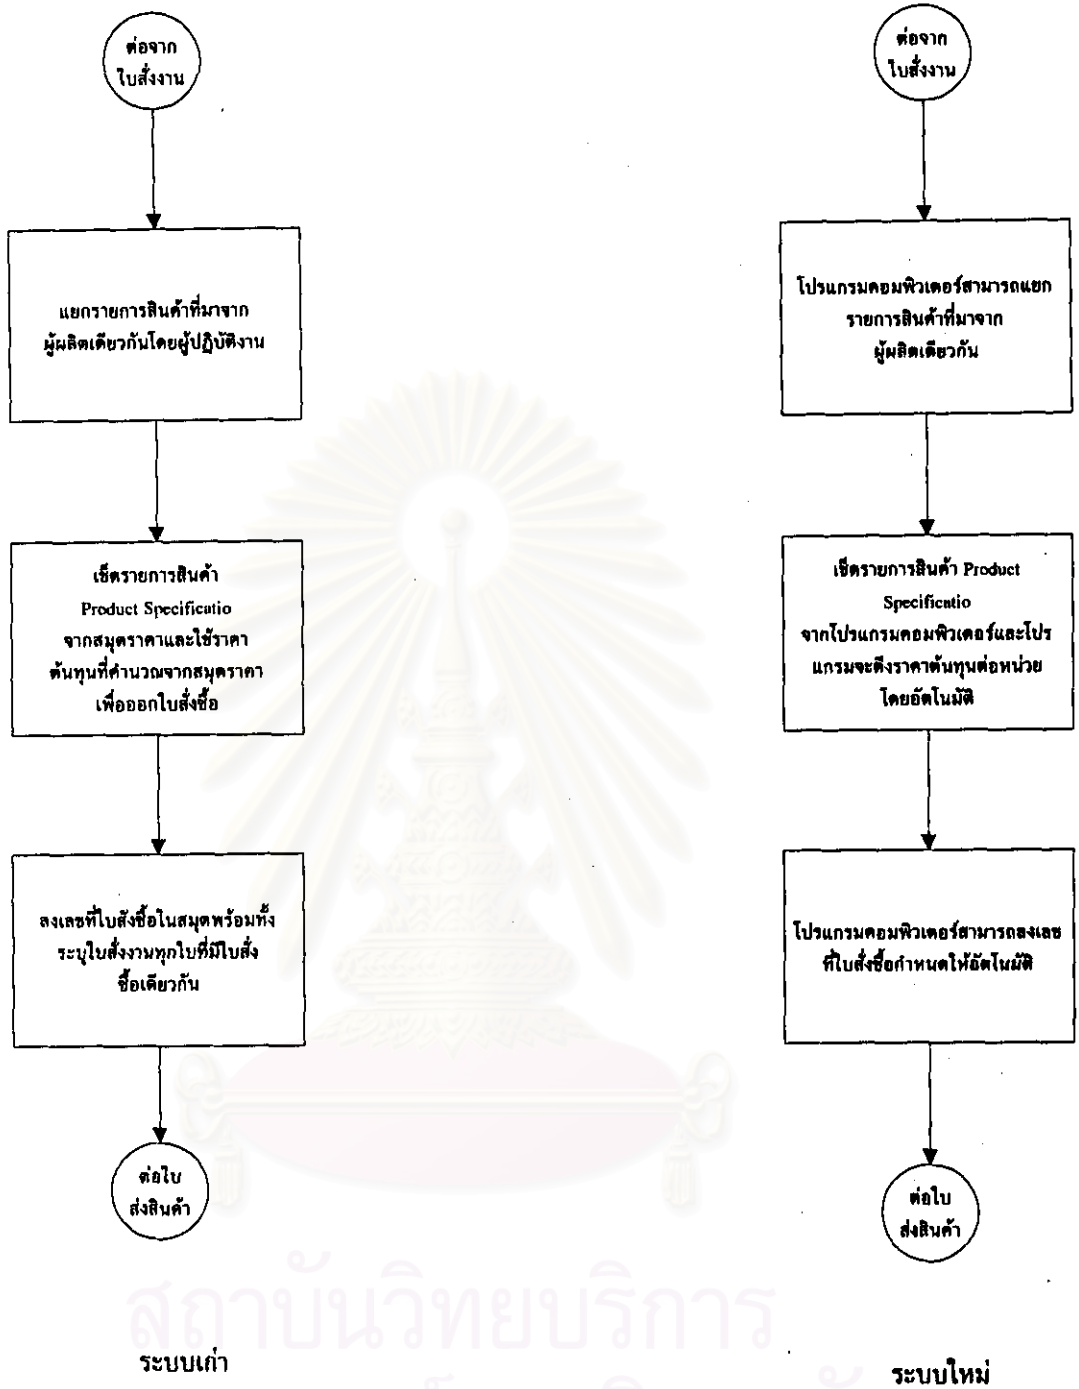 ต่อจาก
ใบสั่งงาน
แยกรายการสินค้าที่มาจาก
ผู้ผลิตเดียวกันโดยผู้ปฏิบัติงาน
เช็ครายการสินค้า
Product Specificatio
จากสมุดราคาและใช้ราคา
ต้นทุนที่คำนวณจากสมุดราคา
เพื่อออกใบสั่งซื้อ
ลงเลขที่ใบสังซื้อในสมุดพร้อมทั้ง
ระบุใบสั่งงานทุกใบที่มีใบสั่ง
ซื้อเดียวกัน
ต่อใบ
ส่งสินค้า
ระบบเก่า
ต่อจาก
ใบสั่งงาน
โปรแกรมคอมพิวเตอร์สามารถแยก
รายการสินค้าที่มาจาก
ผู้ผลิตเดียวกัน
เช็ครายการสินค้า Product
Specificatio
จากโปรแกรมคอมพิวเตอร์และโปร
แกรมจะดึงราคาต้นทุนต่อหน่วย
โดยอัตโนมัติ
โปรแกรมคอมพิวเตอร์สามารถลงเลข
ที่ใบสั่งซื้อกำหนดให้อัตโนมัติ
ต่อใบ
ส่งสินค้า
ระบบใหม่
สถาบันวิทยบริการ